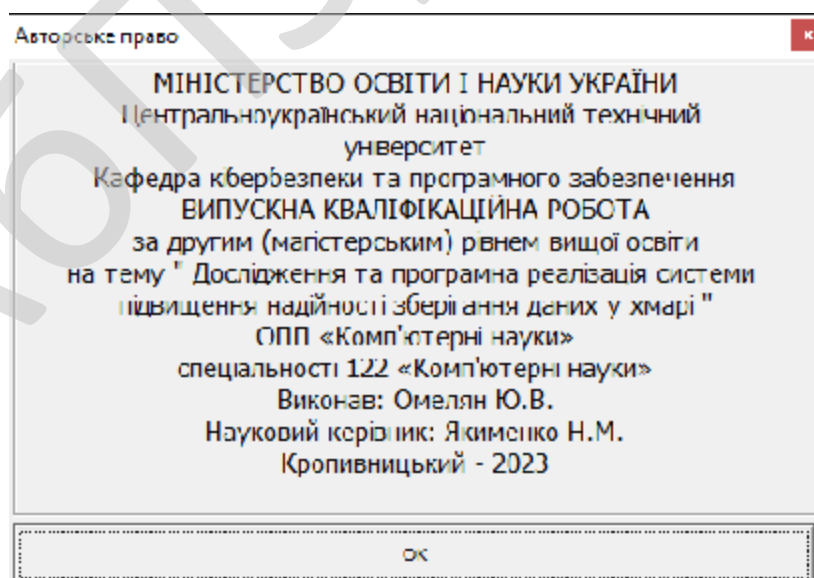 Авторське право
МІНІСТЕРСТВО ОСВІТИ І НАУКИ УКРАЇНИ
Центральноукраїнський національний технічний
університет
Кафедра кібербезпеки та програмного забезпечення
ВИПУСКНА КВАЛІФІКАЦІЙНА РОБОТА
за другим (магістерським) рівнем вищої освіти
на тему " Дослідження та програмна реалізація системи
підвищення надійності зберігання даних у хмарі "
ОПП «Комп'ютерні науки»
спеціальності 122 «Комп'ютерні науки»
Виконав: Омелян Ю.В.
Науковий керівник: Якименко Н.М.
Кропивницький - 2023
ОК